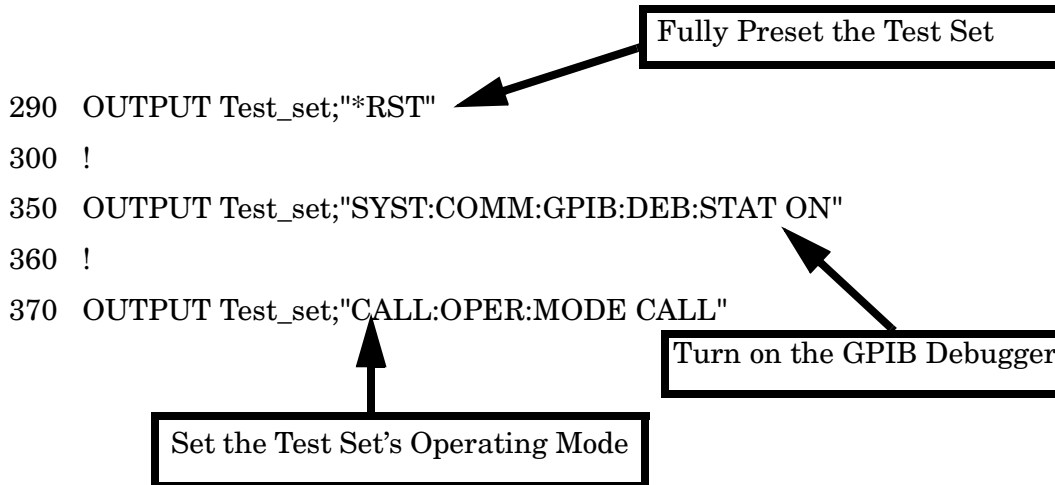 Fully Preset the Test Set
290 OUTPUT Test_set;"*RST"
300 !
350 OUTPUT Test_set;"SYST:COMM:GPIB:DEB:STAT ON"
360 !
370 OUTPUT Test_set;"CALL:OPER:MODE CALL"
Turn on the GPIB Debugger
Set the Test Set’s Operating Mode